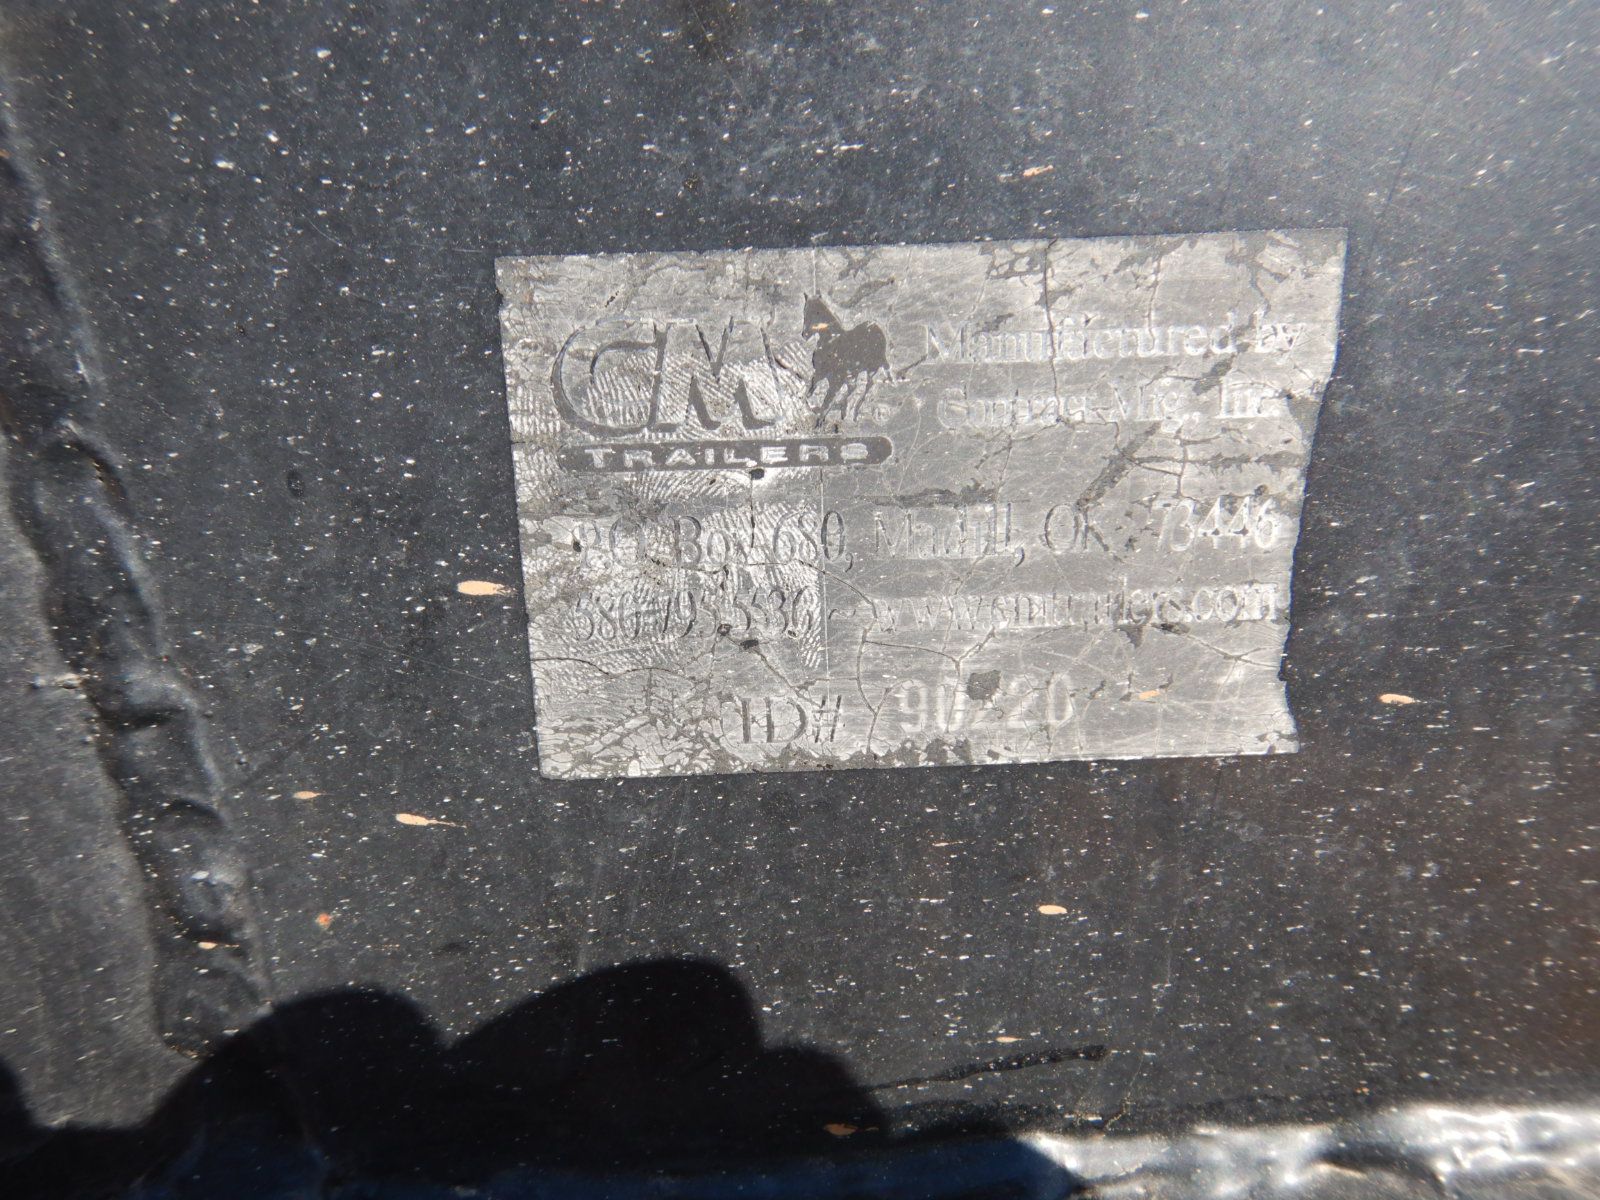 CM
TRAILERS
Manufactured by
Contract Mfg., Inc.
P.O. Box 680, Madill, OK 73446
580-795-5536 - www.cmtrailers.com
ID# 90220